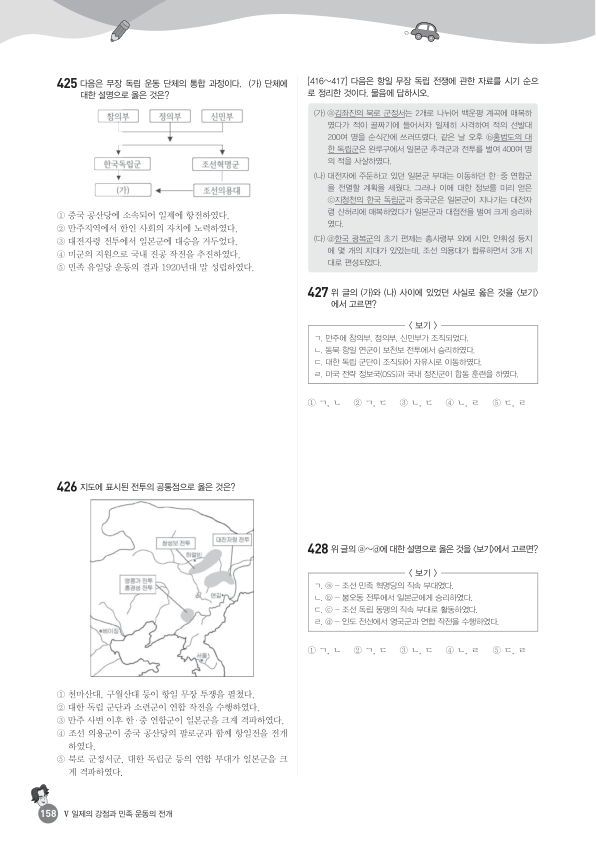 425 다음은 무장 독립 운동 단체의 통합 과정이다. (가) 단체에
대한 설명으로 옳은 것은?
참의부 정의부 신민부
한국독립군 조선혁명군
(가) 조선의용대
① 중국 공산당에 소속되어 일제에 항전하였다.
② 만주지역에서 한인 사회의 자치에 노력하였다.
③ 대전자령 전투에서 일본군에 대승을 거두었다.
④ 미군의 지원으로 국내 진공 작전을 추진하였다.
⑤ 민족 유일당 운동의 결과 1920년대 말 성립하였다.
426 지도에 표시된 전투의 공통점으로 옳은 것은?
쌍성보 전투
대전자령 전투
하얼빈
영릉가 전투
흥경성 전투
연길
베이징
서울
① 천마산대, 구월산대 등이 항일 무장 투쟁을 펼쳤다.
② 대한 독립 군단과 소련군이 연합 작전을 수행하였다.
③ 만주 사변 이후 한·중 연합군이 일본군을 크게 격파하였다.
④ 조선 의용군이 중국 공산당의 팔로군과 함께 항일전을 전개
하였다.
⑤ 북로 군정서군, 대한 독립군 등의 연합 부대가 일본군을 크
게 격파하였다.
[416~417] 다음은 항일 무장 독립 전쟁에 관한 자료를 시기 순으
로 정리한 것이다. 물음에 답하시오.
(가) ⓐ김좌진의 북로 군정서는 2개로 나뉘어 백운평 계곡에 매복하
였다가 적이 골짜기에 들어서자 일제히 사격하여 적의 선발대
200여 명을 순식간에 쓰러뜨렸다. 같은 날 오후 ⓑ홍범도의 대
한 독립군은 완루구에서 일본군 추격군과 전투를 벌여 400여 명
의 적을 사살하였다.
(나) 대전자에 주둔하고 있던 일본군 부대는 이동하던 한·중 연합군
을 전멸할 계획을 세웠다. 그러나 이에 대한 정보를 미리 얻은
ⓒ지청천의 한국 독립군과 중국군은 일본군이 지나가는 대전자
령 산허리에 매복하였다가 일본군과 대접전을 벌여 크게 승리하
였다.
(다) ⓓ한국 광복군의 초기 편제는 총사령부 외에 시안, 안휘성 등지
에 몇 개의 지대가 있었는데, 조선 의용대가 합류하면서 3개 지
대로 편성되었다.
427 위 글의 (가)와 (나) 사이에 있었던 사실로 옳은 것을 〈보기〉
에서 고르면?
〈 보기 〉
ㄱ. 만주에 참의부, 정의부, 신민부가 조직되었다.
ㄴ. 동북 항일 연군이 보천보 전투에서 승리하였다.
ㄷ. 대한 독립 군단이 조직되어 자유시로 이동하였다.
ㄹ. 미국 전략 정보국(OSS)과 국내 정진군이 합동 훈련을 하였다.
① ㄱ, ㄴ ② ㄱ, ㄷ ③ ㄴ, ㄷ ④ ㄴ, ㄹ ⑤ ㄷ, ㄹ
428 위 글의 ⓐ~ⓓ에 대한 설명으로 옳은 것을 〈보기〉에서 고르면?
〈 보기 〉
ㄱ. ⓐ - 조선 민족 혁명당의 직속 부대였다.
ㄴ. ⓑ - 봉오동 전투에서 일본군에게 승리하였다.
ㄷ. ⓒ - 조선 독립 동맹의 직속 부대로 활동하였다.
ㄹ. ⓓ - 인도 전선에서 영국군과 연합 작전을 수행하였다.
① ㄱ, ㄴ ② ㄱ, ㄷ ③ ㄴ, ㄷ ④ ㄴ, ㄹ ⑤ ㄷ, ㄹ
158 Ⅴ 일제의 강점과 민족 운동의 전개